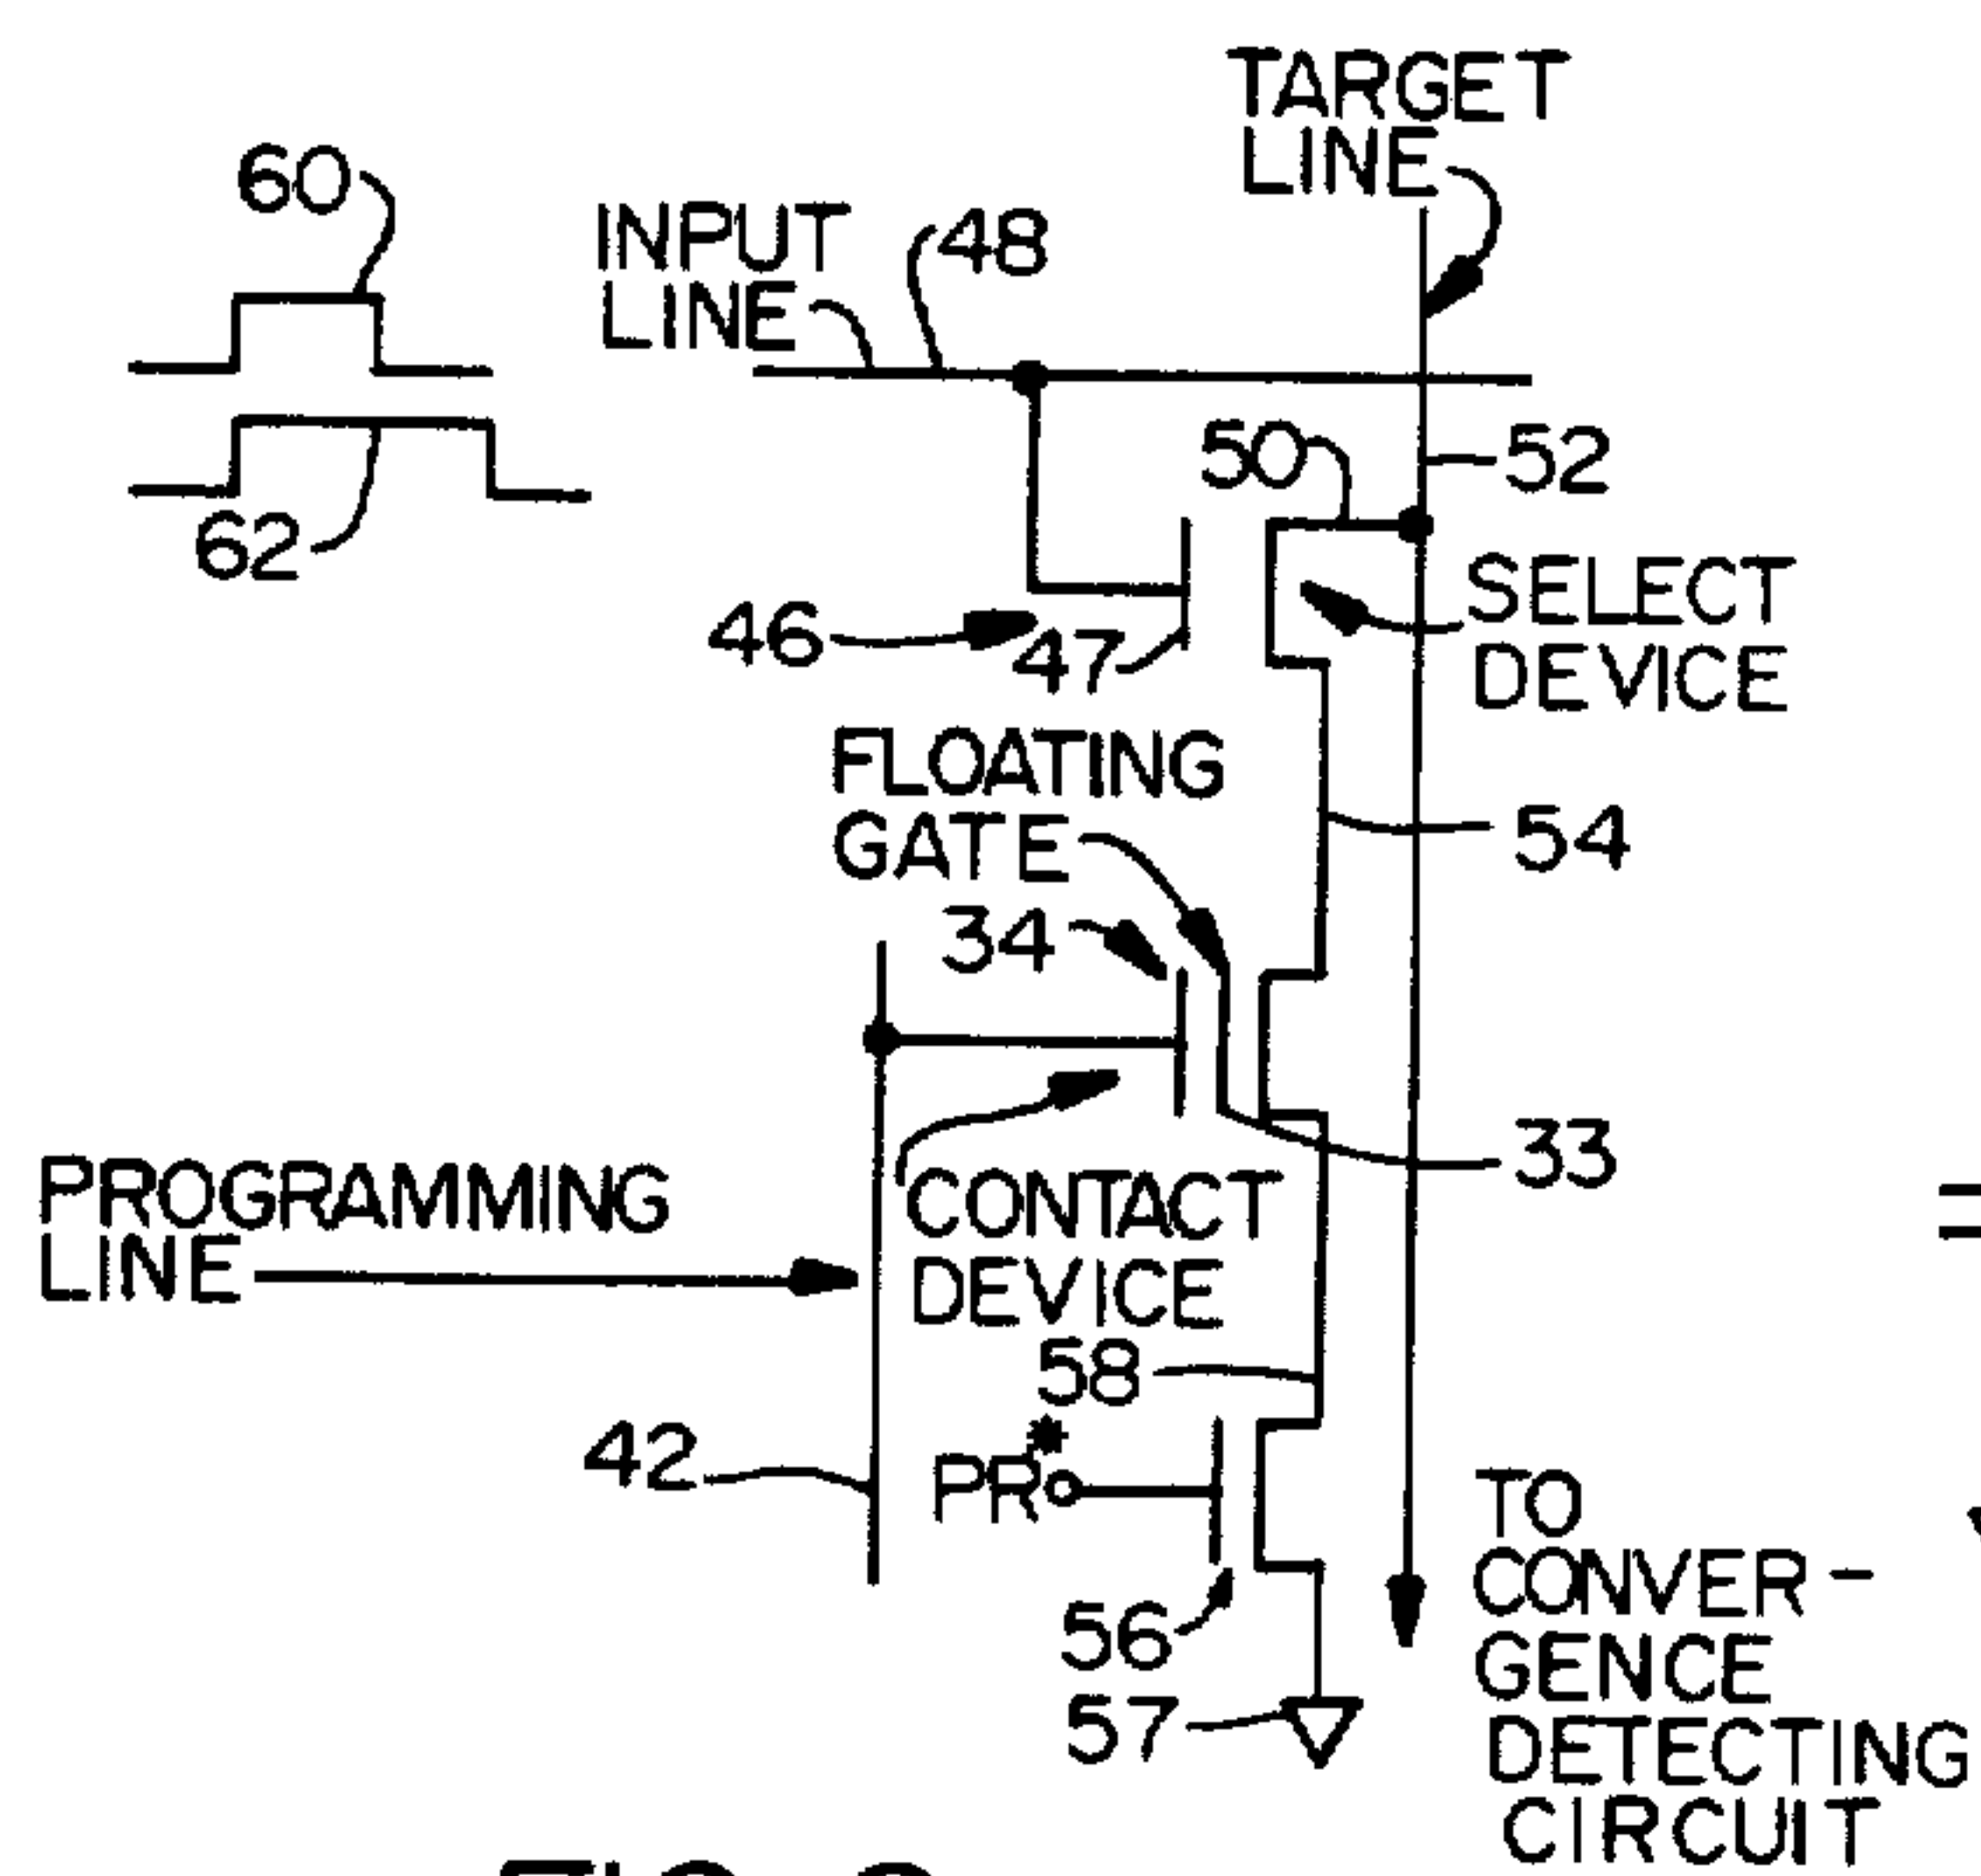 TARGET
LINE
60
INPUT
LINE
48
50
52
62
46
47
SELECT
DEVICE
FLOATING
GATE
54
34
33
PROGRAMMING
LINE
CONTACT
DEVICE
58
42
PR*
TO
CONVER-
GENCE
DETECTING
CIRCUIT
56
57